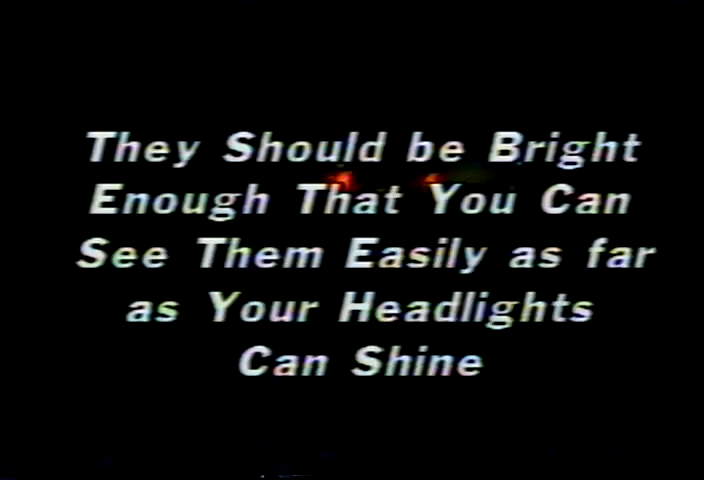 They Should be Bright
Enough That You Can
See Them Easily as far
as Your Headlights
Can Shine